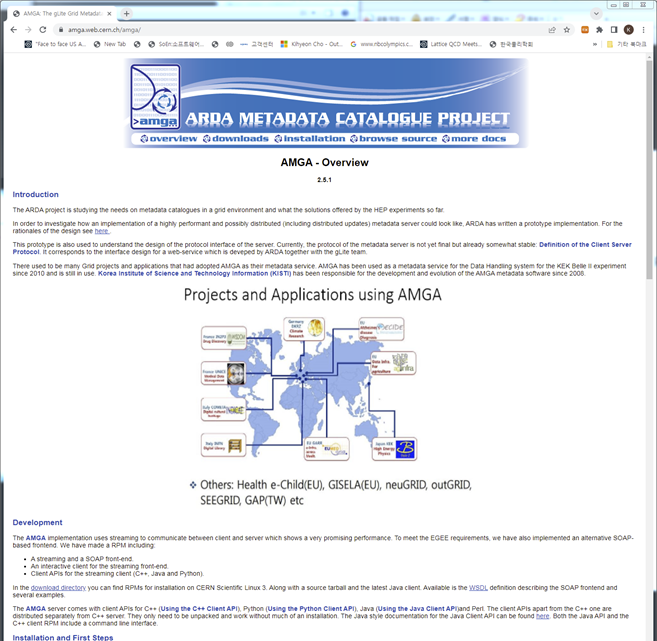 AMGA: The gLite Grid Metadat
amga.web.cern.ch/amga/
"Face to face US A...
New Tab
SoEn:소프트웨어...
고객센터
KiHyeon Cho - Out...
www.ribcolympics.c...
Lattice QCD Meets...
한국물리학회
»
기타 북마크
>amga
ARDA METADATA CATALOGUE PROJECT
overview downloads installation browse source more docs
AMGA - Overview
2.5.1
Introduction
The ARDA project is studying the needs on metadata catalogues in a grid environment and what the solutions offered by the HEP experiments so far.
In order to investigate how an implementation of a highly performant and possibly distributed (including distributed updates) metadata server could look like, ARDA has written a prototype implementation. For the
rationales of the design see here .
This prototype is also used to understand the design of the protocol interface of the server. Currently, the protocol of the metadata server is not yet final but already somewhat stable: Definition of the Client Server
Protocol. It corresponds to the interface design for a web-service which is deveped by ARDA together with the gLite team.
There used to be many Grid projects and applications that had adopted AMGA as their metadata service. AMGA has been used as a metadata service for the Data Handling system for the KEK Belle II experiment
since 2010 and is still in use. Korea Institute of Science and Technology Information (KISTI) has been responsible for the development and evolution of the AMGA metadata software since 2008.
Projects and Applications using AMGA
Germany
Climate
Research
Drug Discovery
Medical Data
Management
Digital Library
EU
Data Infra.
For
agriculture
Japan KEK
High Energy
Physics
❖ Others: Health e-Child(EU), GISELA(EU), neuGRID, outGRID,
SEEGRID, GAP(TW) etc
Development
The AMGA implementation uses streaming to communicate between client and server which shows a very promising performance. To meet the EGEE requirements, we have also implemented an alternative SOAP-
based frontend. We have made a RPM including:
• A streaming and a SOAP front-end.
• An interactive client for the streaming front-end.
• Client APIs for the streaming client (C++, Java and Python).
In the download directory you can find RPMs for installation on CERN Scientific Linux 3. Along with a source tarball and the latest Java client. Available is the WSDL definition describing the SOAP frontend and
several examples.
The AMGA server comes with client APIs for C++ (Using the C++ Client API), Python (Using the Python Client API), Java (Using the Java Client API)and Perl. The client APIs apart from the C++ one are
distributed separately from C++ server. They only need to be unpacked and work without much of an installation. The Java style documentation for the Java Client API can be found here. Both the Java API and the
C++ client RPM include a command line interface.
Installation and First Steps